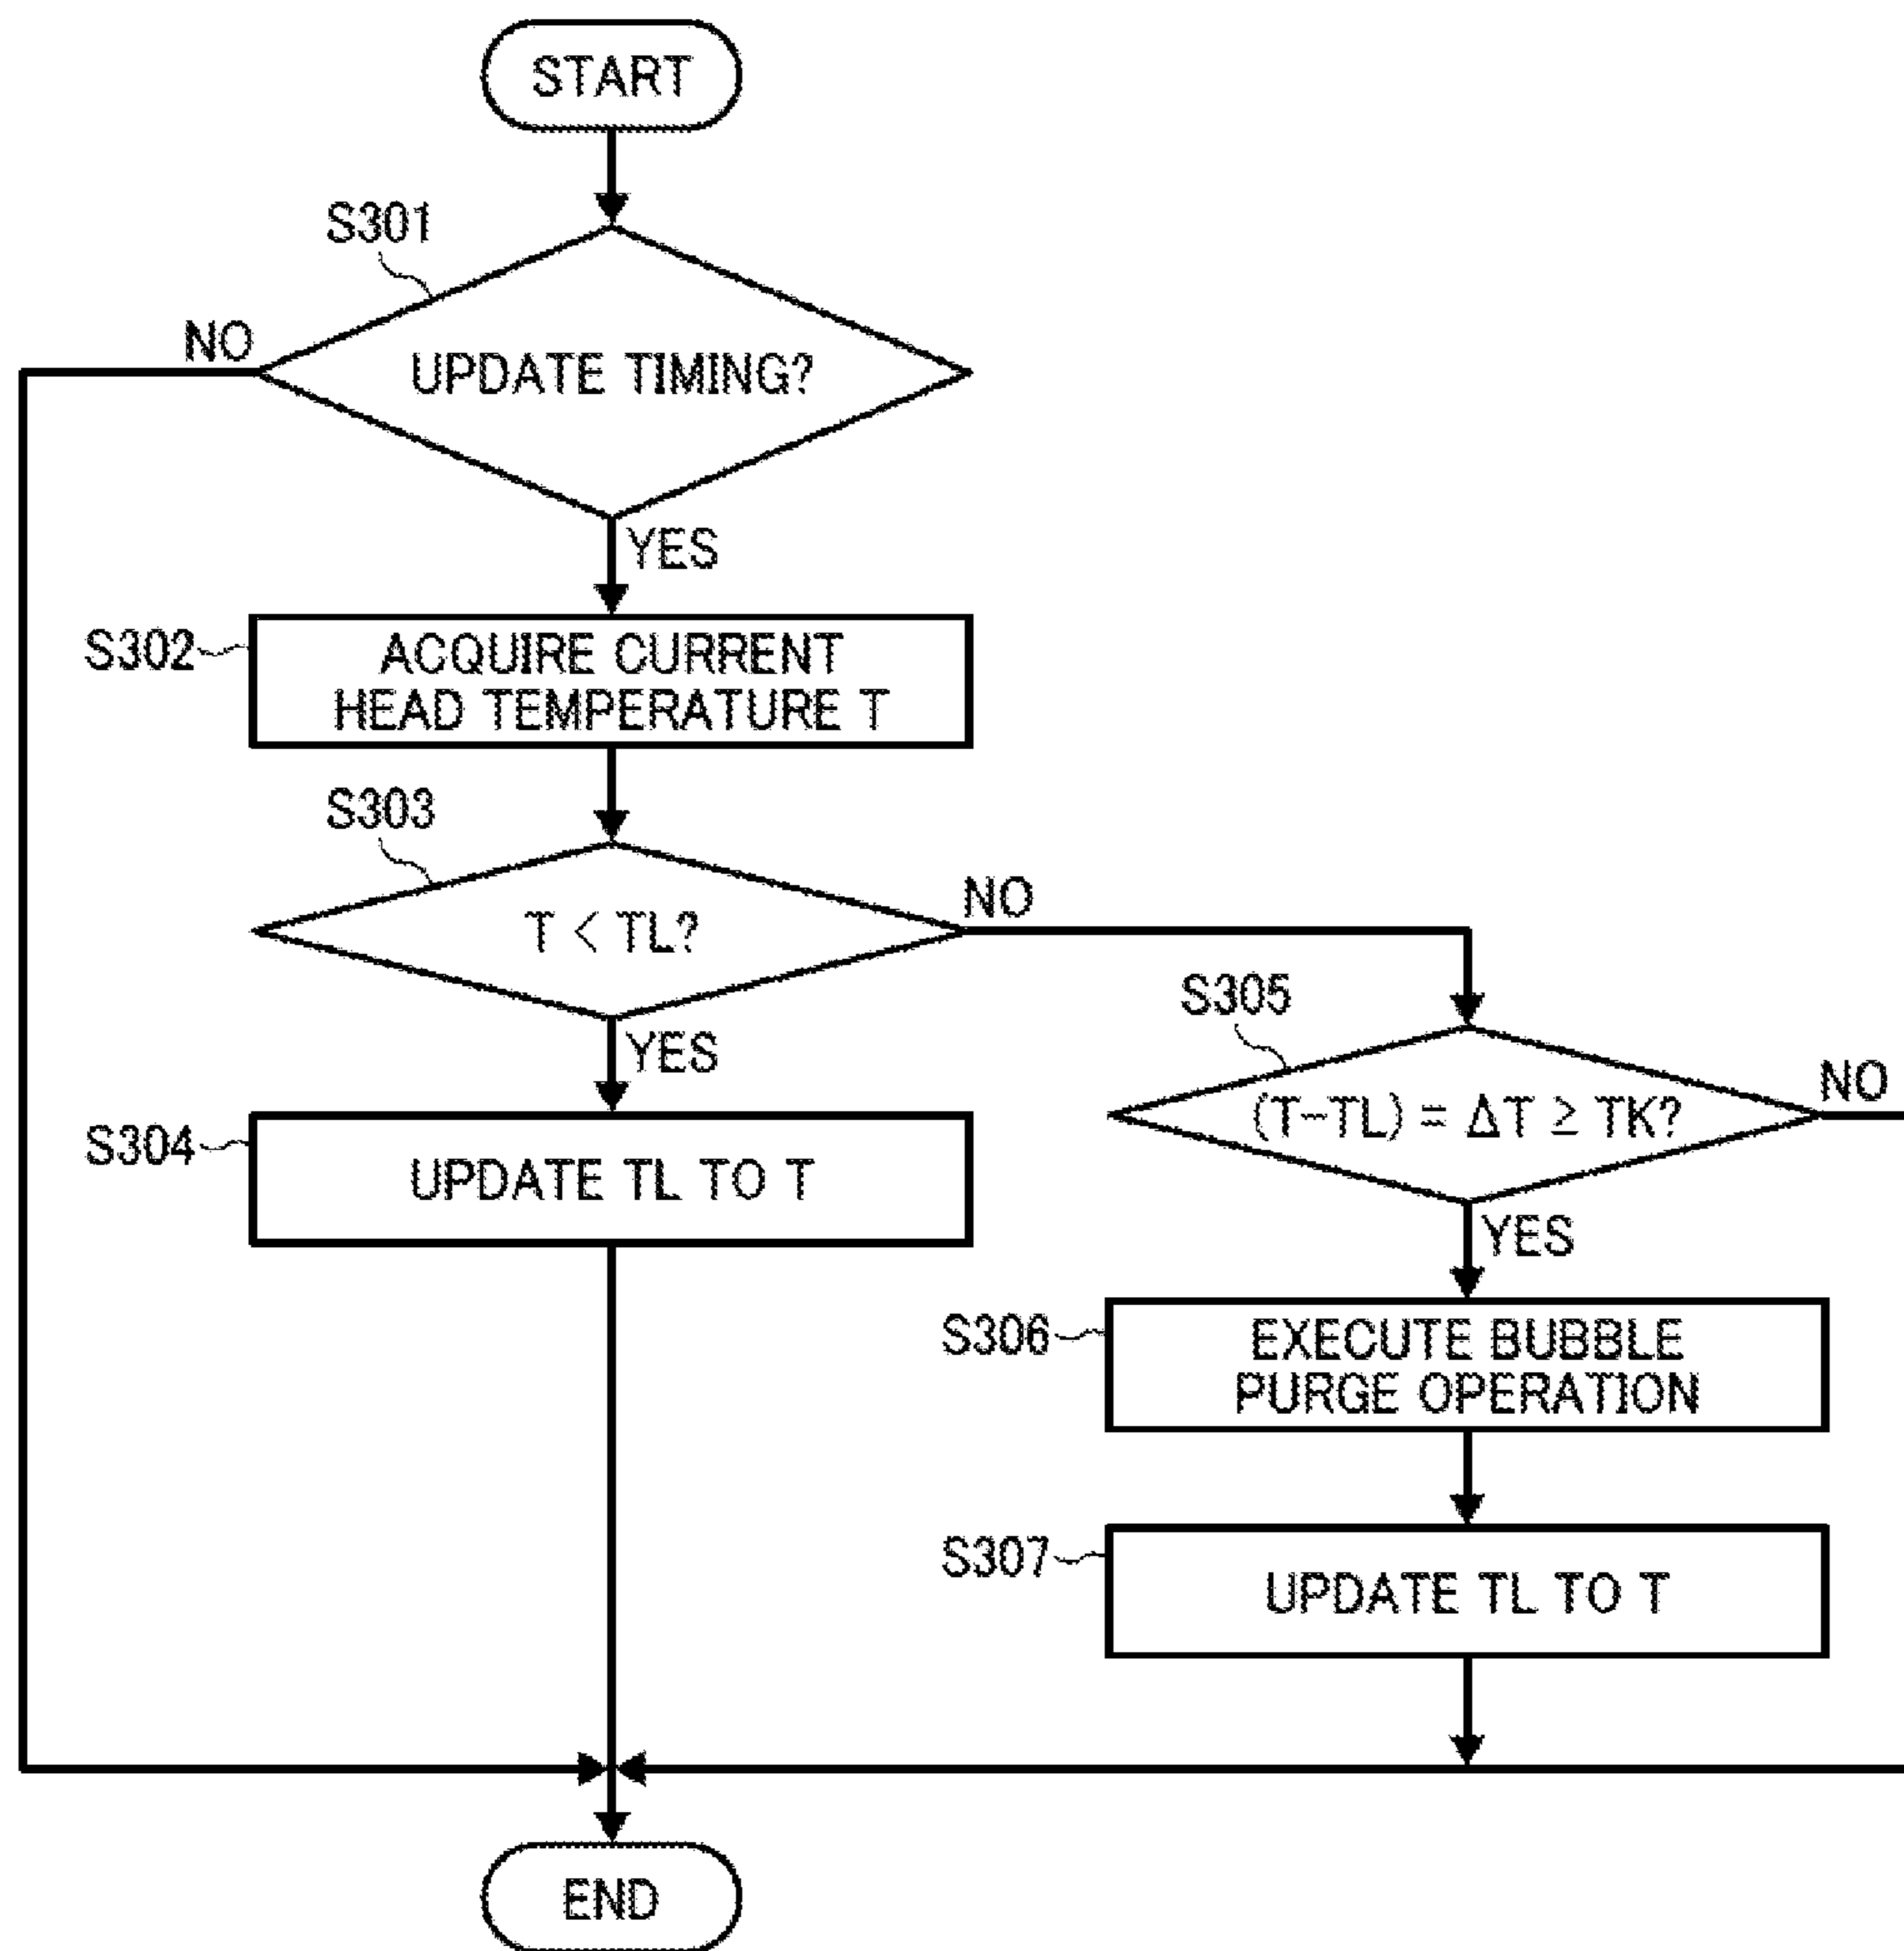 START
S301
NO
UPDATE TIMING?
YES
S302
ACQUIRE CURRENT
HEAD TEMPERATURE T
S303
T < TL?
NO
YES
S304
UPDATE TL TO T
S305
(T-TL) = ΔT ≥ TK?
NO
YES
S306
EXECUTE BUBBLE
PURGE OPERATION
S307
UPDATE TL TO T
END